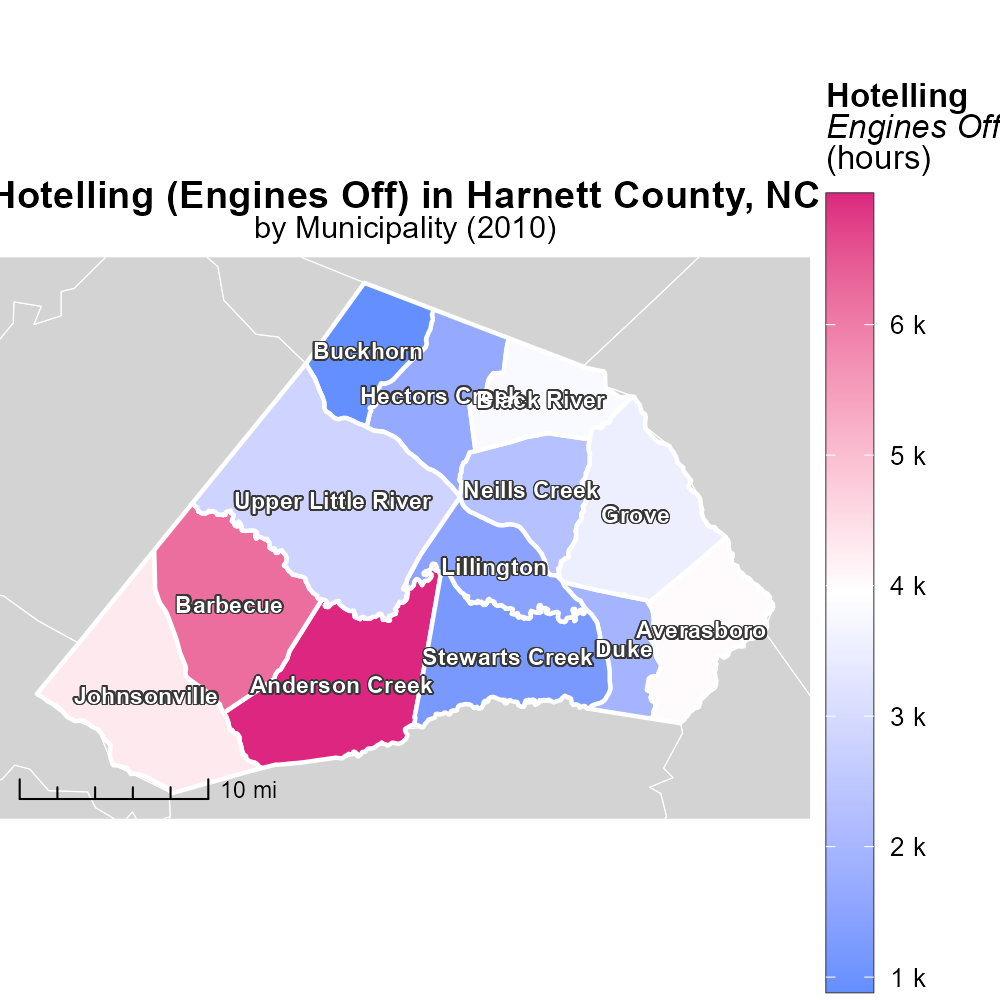 Hotelling
Engines Off
(hours)
Hotelling (Engines Off) in Harnett County, NC
by Municipality (2010)
6 k
5 k
4 k
3 k
2 k
1 k
Buckhorn
Hectors Creek
Black River
Upper Little River
Neills Creek
Grove
Lillington
Barbecue
Averasboro
Duke
Stewarts Creek
Anderson Creek
Johnsonville
10 mi